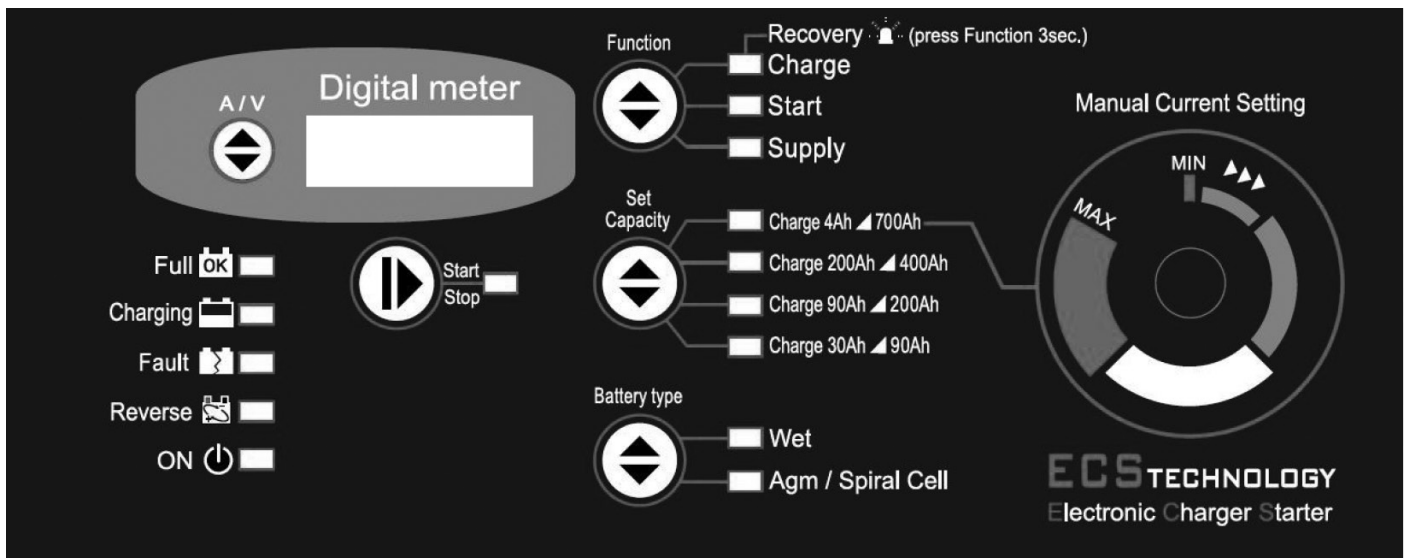 Digital meter
A / V
Full OK
Charging
Fault
Reverse
ON
Start
Stop
Function
Recovery (press Function 3sec.)
Charge
Start
Supply
Set
Capacity
Charge 4Ah 700Ah
Charge 200Ah 400Ah
Charge 90Ah 200Ah
Charge 30Ah 90Ah
Battery type
Wet
Agm / Spiral Cell
Manual Current Setting
MIN
MAX
ECS TECHNOLOGY
Electronic Charger Starter